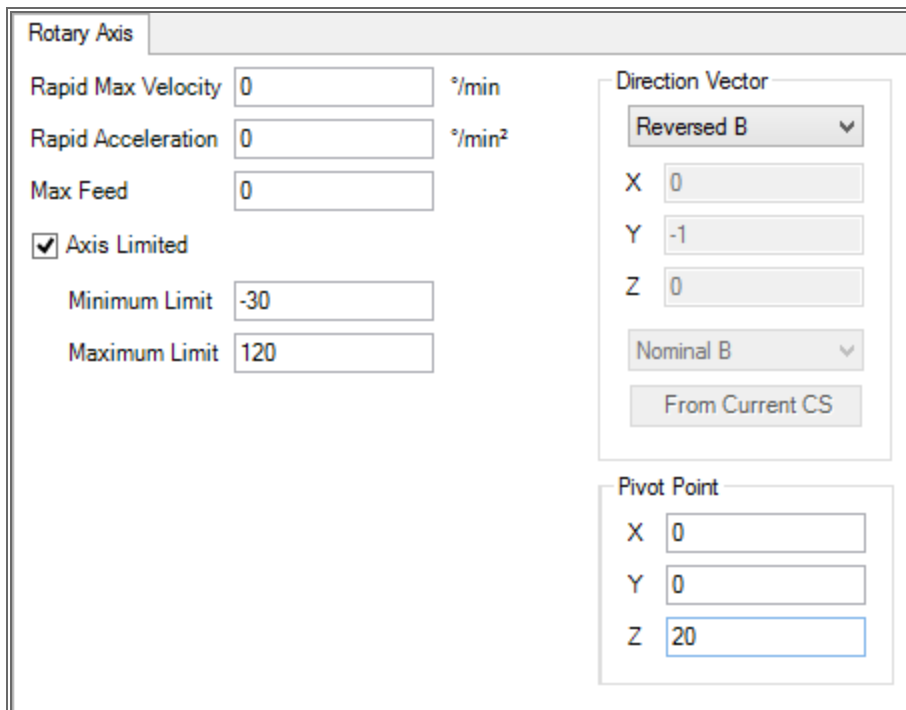 Rotary Axis
Rapid Max Velocity 0 °/min
Rapid Acceleration 0 °/min²
Max Feed 0
Axis Limited
Minimum Limit -30
Maximum Limit 120
Direction Vector
Reversed B
X 0
Y -1
Z 0
Nominal B
From Current CS
Pivot Point
X 0
Y 0
Z 20